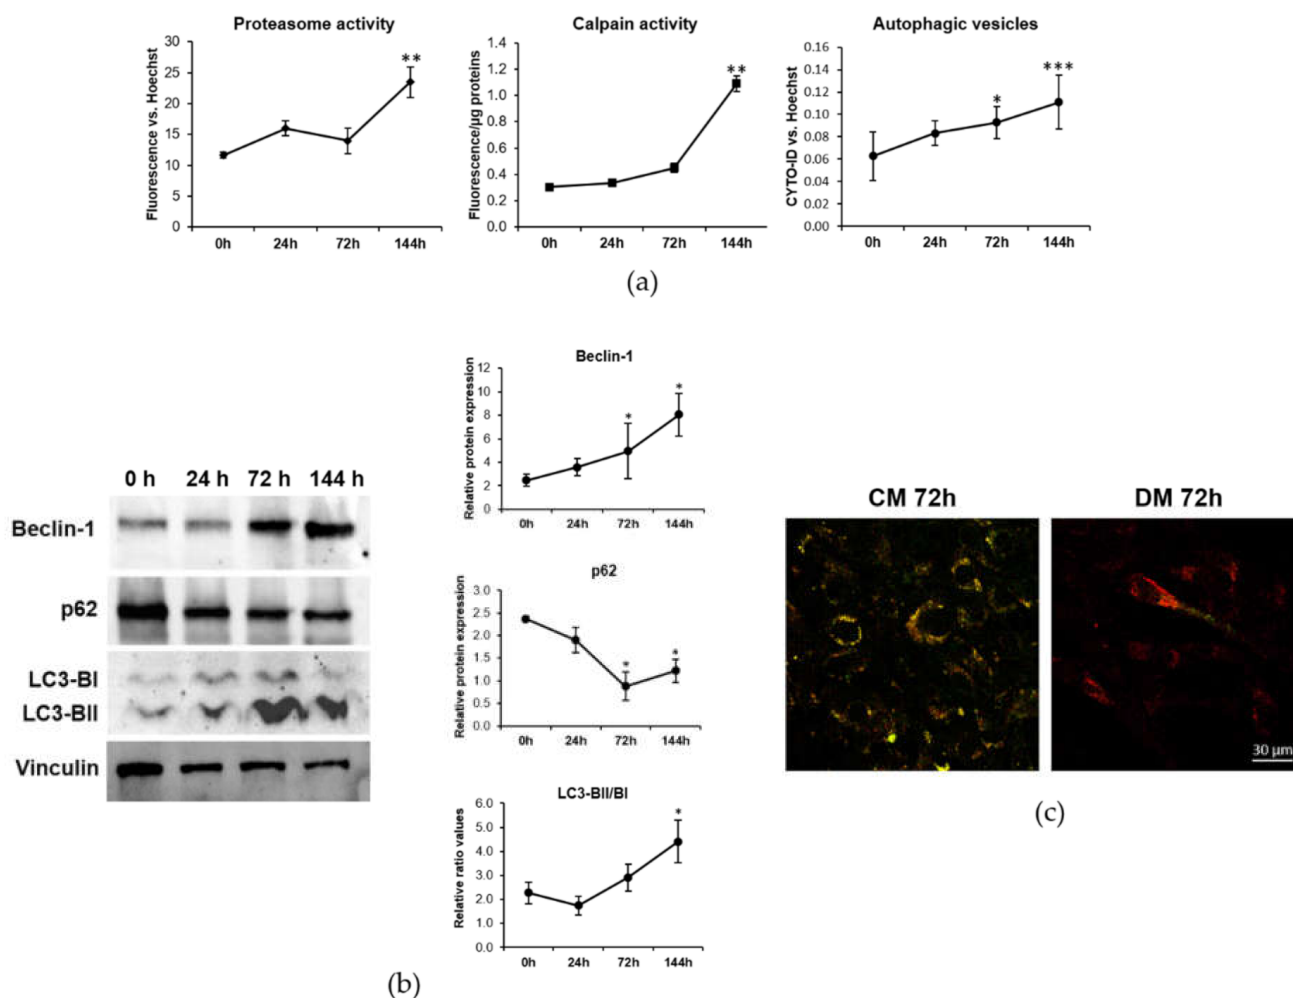 Proteasome activity
Fluorescence vs. Hoechst
30
25
20
15
10
5
0
**
0h 24h 72h 144h
Calpain activity
Fluorescence/µg proteins
1.4
1.2
1.0
0.8
0.6
0.4
0.2
0.0
**
0h 24h 72h 144h
Autophagic vesicles
CYTO-ID vs. Hoechst
0.16
0.14
0.12
0.10
0.08
0.06
0.04
0.02
0.00
* ***
0h 24h 72h 144h
(a)
0 h 24 h 72 h 144 h
Beclin-1
p62
LC3-BI
LC3-BII
Vinculin
Beclin-1
Relative protein expression
12
10
8
6
4
2
0
* *
0h 24h 72h 144h
p62
Relative protein expression
3.0
2.5
2.0
1.5
1.0
0.5
0.0
* *
0h 24h 72h 144h
LC3-BII/BI
Relative ratio values
6.0
5.0
4.0
3.0
2.0
1.0
0.0
*
0h 24h 72h 144h
(b)
CM 72h DM 72h
30 µm
(c)